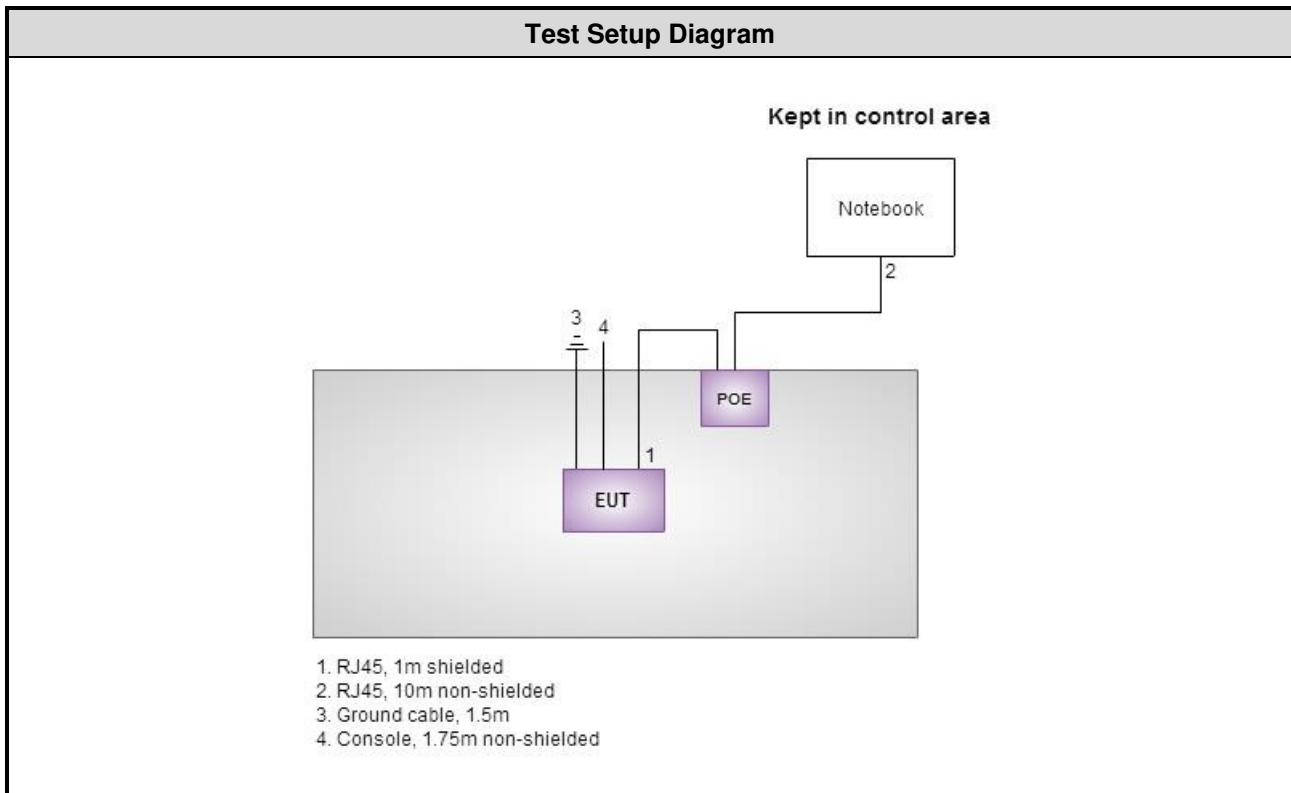 Test Setup Diagram
Kept in control area
Notebook
2
3
4
POE
1
EUT
1. RJ45, 1m shielded
2. RJ45, 10m non-shielded
3. Ground cable, 1.5m
4. Console, 1.75m non-shielded